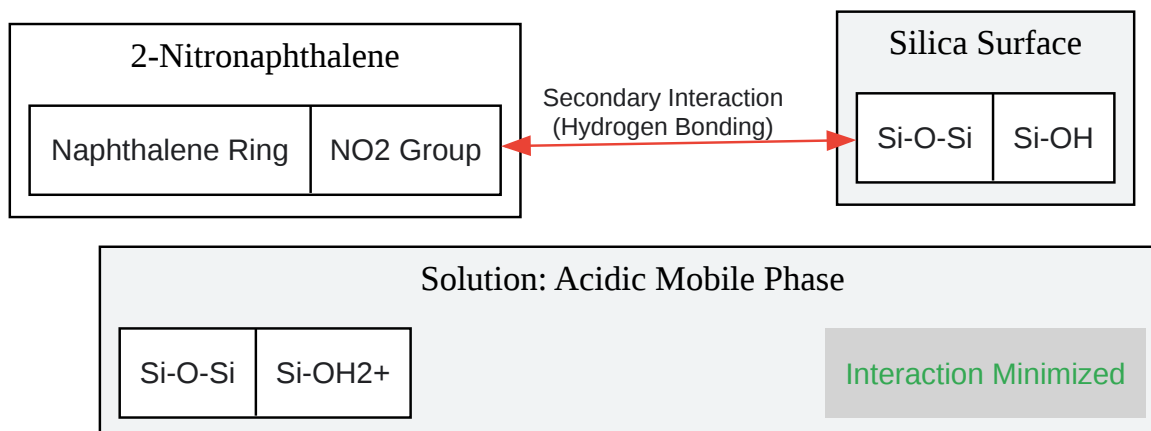 2-Nitronaphthalene
Naphthalene Ring
NO2 Group
Secondary Interaction
(Hydrogen Bonding)
Silica Surface
Si-O-Si
Si-OH
Solution: Acidic Mobile Phase
Si-O-Si
Si-OH2+
Interaction Minimized